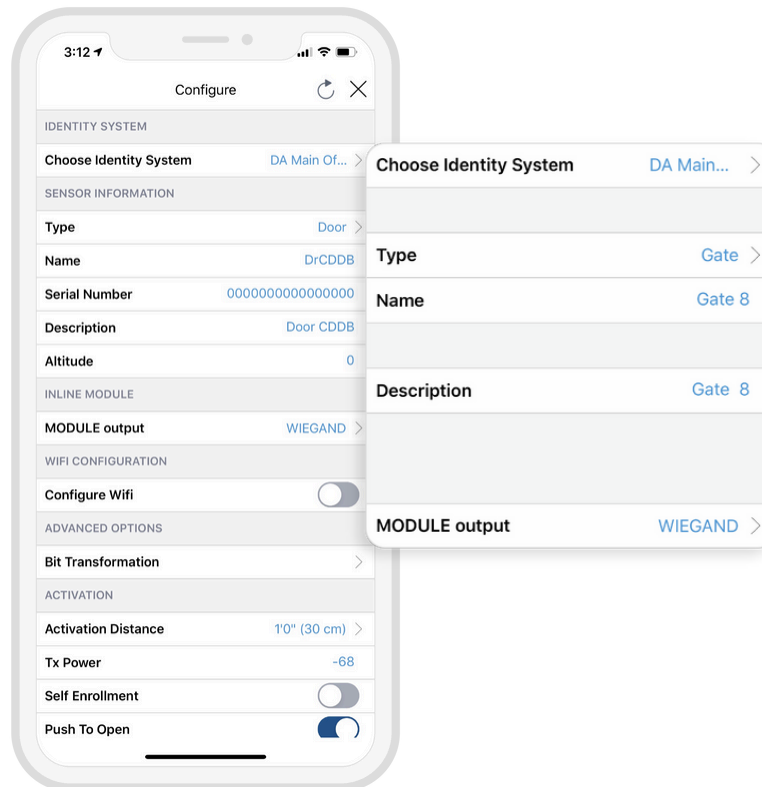 3:12
Configure
IDENTITY SYSTEM
Choose Identity System DA Main Of...
SENSOR INFORMATION
Type Door
Name DrCDDB
Serial Number 0000000000000000
Description Door CDDB
Altitude 0
INLINE MODULE
MODULE output WIEGAND
WIFI CONFIGURATION
Configure Wifi
ADVANCED OPTIONS
Bit Transformation
ACTIVATION
Activation Distance 1'0" (30 cm)
Tx Power -68
Self Enrollment
Push To Open
Choose Identity System DA Main...
Type Gate
Name Gate 8
Description Gate 8
MODULE output WIEGAND